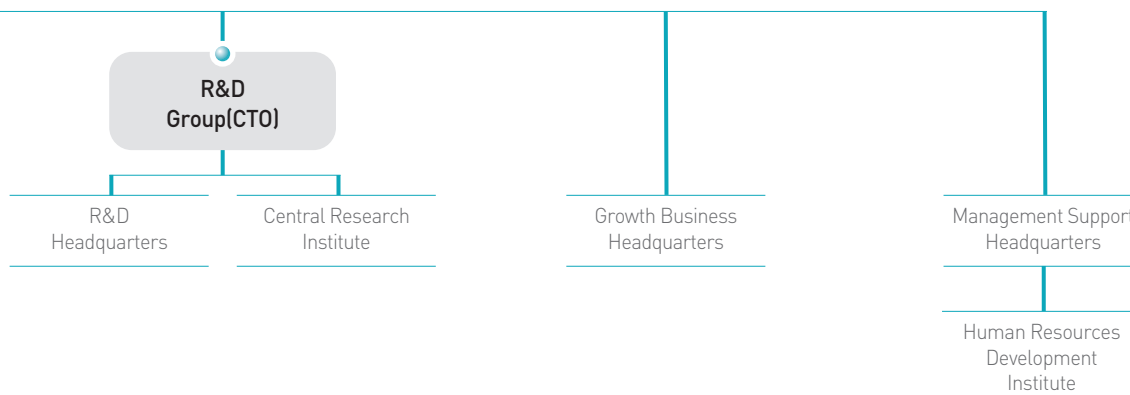 R&D
Group(CTO)
R&D
Headquarters
Central Research
Institute
Growth Business
Headquarters
Management Support
Headquarters
Human Resources
Development
Institute